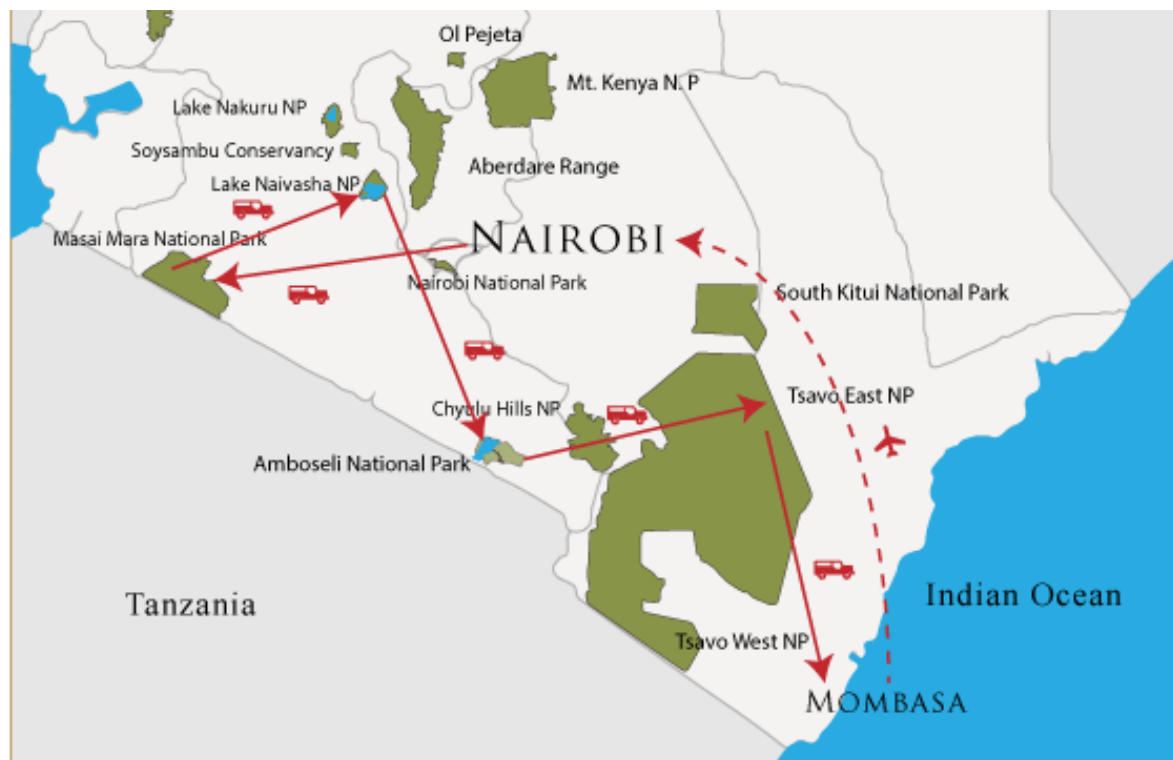 Ol Pejeta
Mt. Kenya N. P
Lake Nakuru NP
Soysambu Conservancy
Aberdare Range
Lake Naivasha NP
Masai Mara National Park
NAIROBI
Nairobi National Park
South Kitui National Park
Tsavo East NP
Chyulu Hills NP
Amboseli National Park
Tanzania
Indian Ocean
Tsavo West NP
MOMBASA